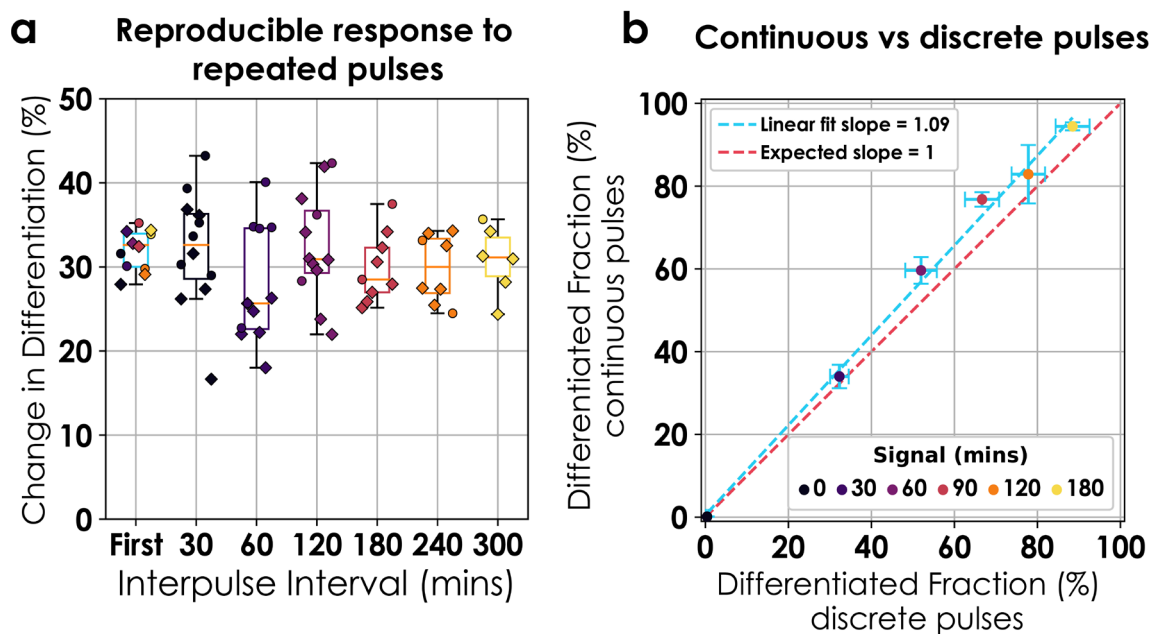 a
Reproducible response to
repeated pulses
Change in Differentiation (%)
50
40
30
20
10
0
First 30 60 120 180 240 300
Interpulse Interval (mins)
b
Continuous vs discrete pulses
Differentiated Fraction (%)
continuous pulses
100
80
60
40
20
0
Linear fit slope = 1.09
Expected slope = 1
Signal (mins)
0 30 60 90 120 180
0 20 40 60 80 100
Differentiated Fraction (%)
discrete pulses